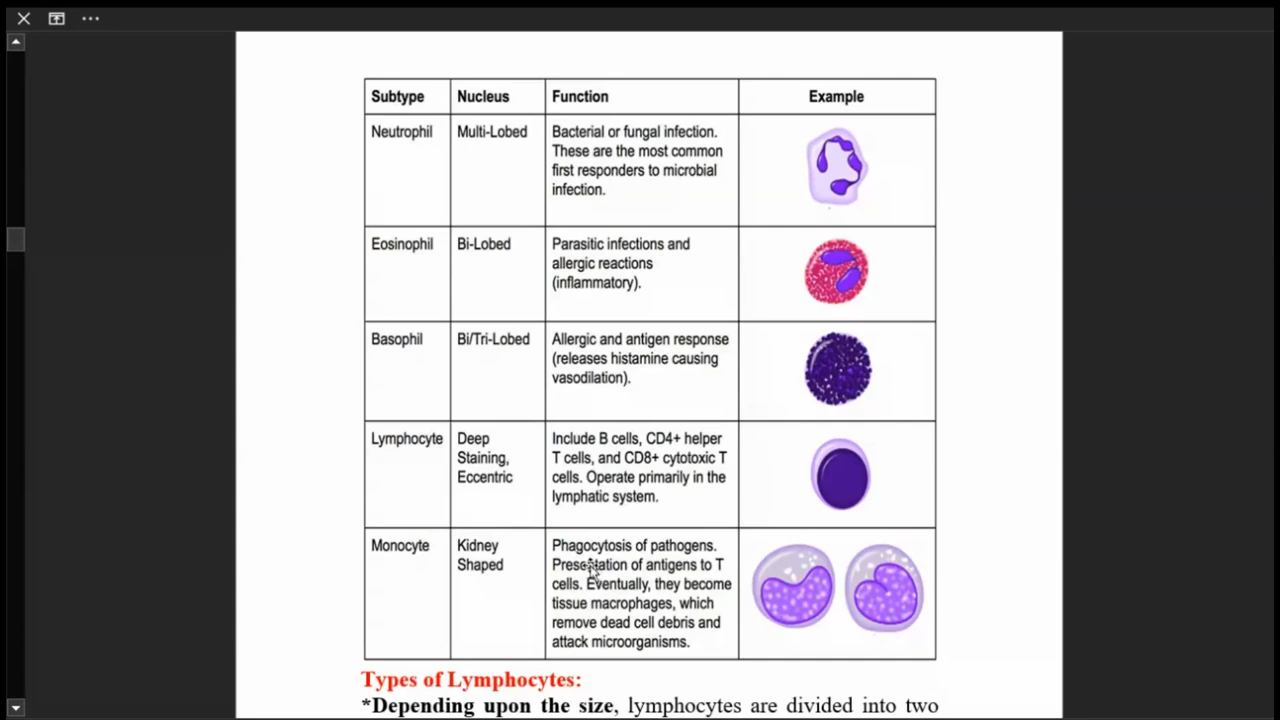 Subtype Nucleus Function Example
Neutrophil Multi-Lobed Bacterial or fungal infection.
These are the most common
first responders to microbial
infection.
Eosinophil Bi-Lobed Parasitic infections and
allergic reactions
(inflammatory).
Basophil Bi/Tri-Lobed Allergic and antigen response
(releases histamine causing
vasodilation).
Lymphocyte Deep Include B cells, CD4+ helper
Staining, T cells, and CD8+ cytotoxic T
Eccentric cells. Operate primarily in the
lymphatic system.
Monocyte Kidney Phagocytosis of pathogens.
Shaped Presentation of antigens to T
cells. Eventually, they become
tissue macrophages, which
remove dead cell debris and
attack microorganisms.
Types of Lymphocytes:
*Depending upon the size, lymphocytes are divided into two